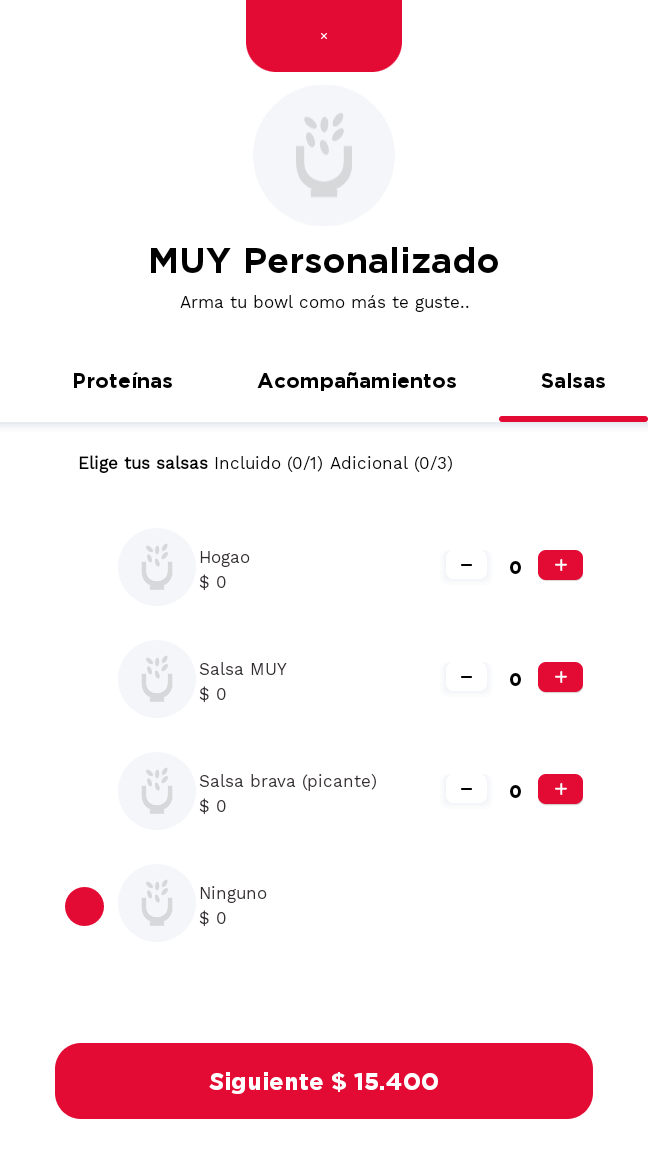 ×
MUY Personalizado
Arma tu bowl como más te guste..
Proteínas Acompañamientos Salsas
Elige tus salsas Incluido (0/1) Adicional (0/3)
Hogao
$ 0
− 0 +
Salsa MUY
$ 0
− 0 +
Salsa brava (picante)
$ 0
− 0 +
Ninguno
$ 0
Siguiente $ 15.400